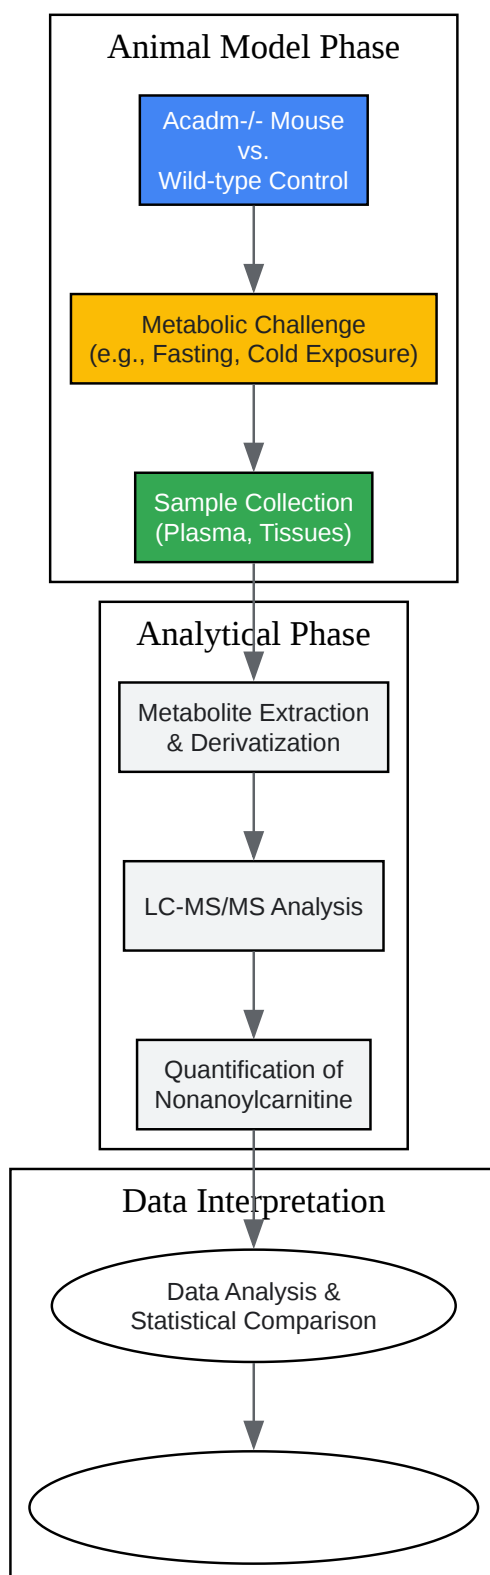 Animal Model Phase
Acadm-/- Mouse
vs.
Wild-type Control
Metabolic Challenge
(e.g., Fasting, Cold Exposure)
Sample Collection
(Plasma, Tissues)
Analytical Phase
Metabolite Extraction
& Derivatization
LC-MS/MS Analysis
Quantification of
Nonanoylcarnitine
Data Interpretation
Data Analysis &
Statistical Comparison